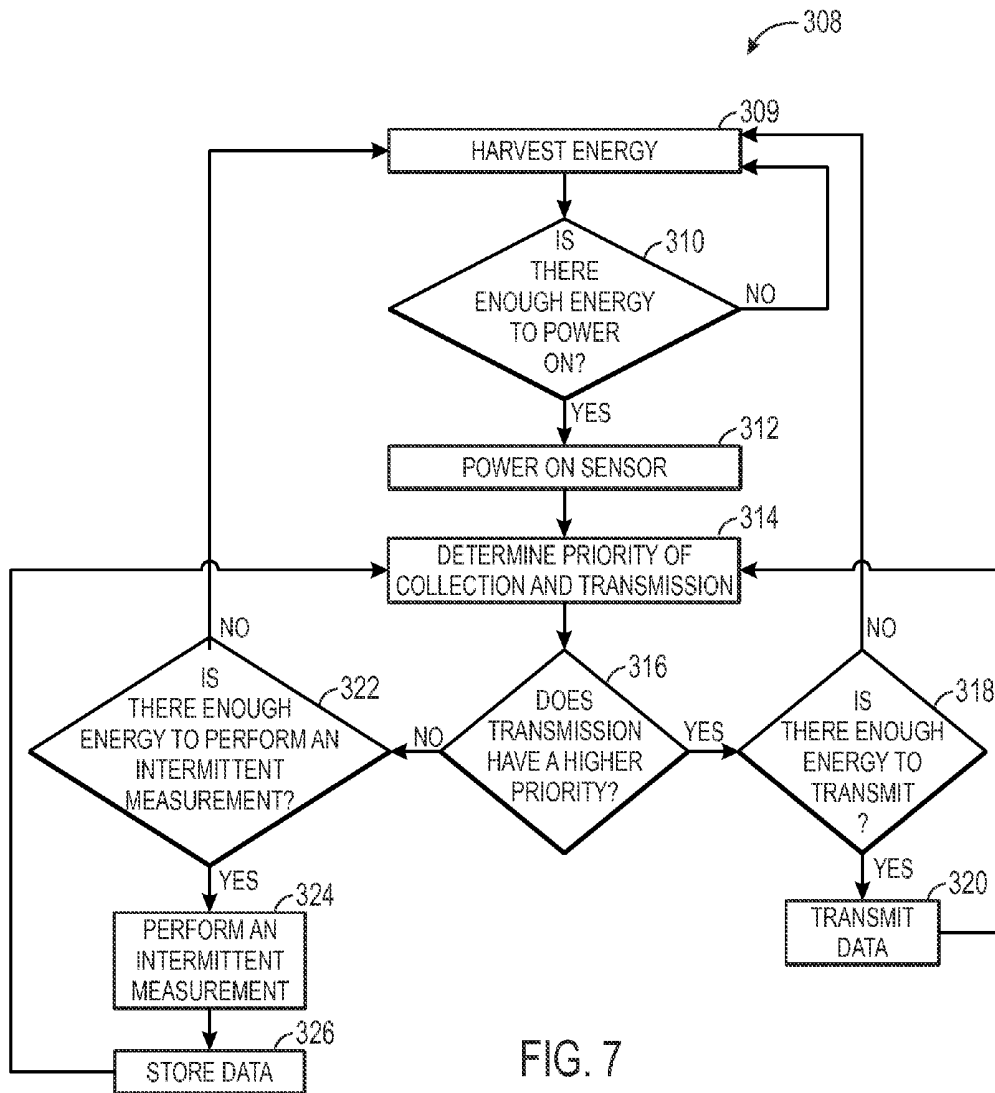 308
309
HARVEST ENERGY
310
IS
THERE
ENOUGH ENERGY
TO POWER
ON?
NO
YES
312
POWER ON SENSOR
314
DETERMINE PRIORITY OF
COLLECTION AND TRANSMISSION
NO
322
IS
THERE ENOUGH
ENERGY TO PERFORM AN
INTERMITTENT
MEASUREMENT?
NO
316
DOES
TRANSMISSION
HAVE A HIGHER
PRIORITY?
YES
NO
318
IS
THERE ENOUGH
ENERGY TO
TRANSMIT
?
YES
324
PERFORM AN
INTERMITTENT
MEASUREMENT
YES
320
TRANSMIT
DATA
326
STORE DATA
FIG. 7